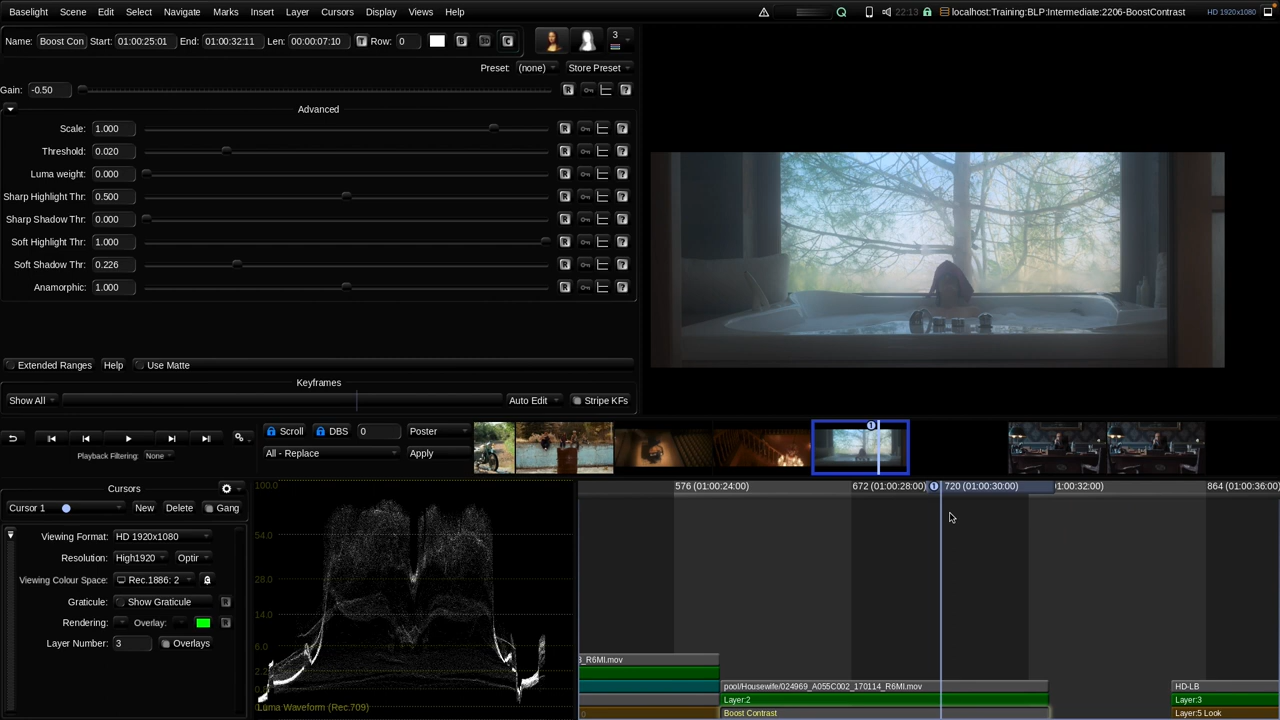 Baselight Scene Edit Select Navigate Marks Insert Layer Cursors Display Views Help
22:13 localhost:Training:BLP:Intermediate:2206-BoostContrast HD 1920x1080
Name: Boost Con Start: 01:00:25:01 End: 01:00:32:11 Len: 00:00:07:10 Row: 0
3
Preset: (none) Store Preset
Gain: -0.50
Advanced
Scale: 1.000
Threshold: 0.020
Luma weight: 0.000
Sharp Highlight Thr: 0.500
Sharp Shadow Thr: 0.000
Soft Highlight Thr: 1.000
Soft Shadow Thr: 0.226
Anamorphic: 1.000
Extended Ranges Help Use Matte
Keyframes
Show All Auto Edit Stripe KFs
Scroll DBS 0 Poster
Playback Filtering: None
All - Replace Apply
Cursors
Cursor 1 New Delete Gang
Viewing Format: HD 1920x1080
Resolution: High1920 Optir
Viewing Colour Space: Rec.1886: 2
Graticule: Show Graticule R
Rendering: Overlay: R
Layer Number: 3 Overlays
100.0
54.0
28.0
14.0
6.0
2.2
Luma Waveform (Rec.709)
576 (01:00:24:00) 672 (01:00:28:00) 1 720 (01:00:30:00) 01:00:32:00) 864 (01:00:36:00)
3_R6MI.mov
pool/Housewife/024969_A055C002_170114_R6MI.mov
Layer:2
Boost Contrast
HD-LB
Layer:3
Layer:5 Look